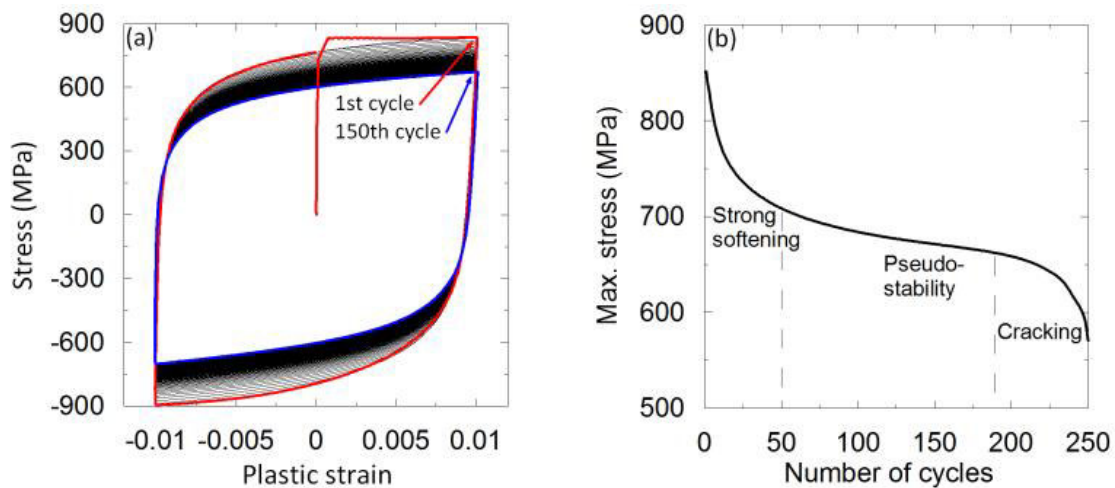 (a)
900
600
300
0
-300
-600
-900
Stress (MPa)
1st cycle
150th cycle
-0.01 -0.005 0 0.005 0.01
Plastic strain
(b)
900
800
700
600
500
Max. stress (MPa)
Strong
softening
Pseudo-
stability
Cracking
0 50 100 150 200 250
Number of cycles